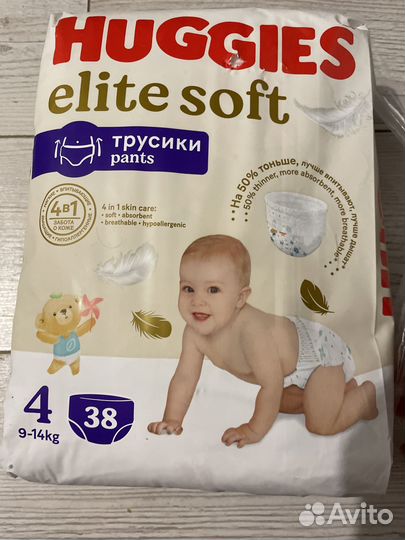 HUGGIES
elite soft
трусики
pants
4 in 1 skin care:
• soft • absorbent
• breathable • hypoallergenic
4в1
ЗАБОТА
О КОЖЕ
На 50% тоньше, лучше впитывают, лучше дышат*
50% thinner, more absorbent, more breathable*
4
9-14kg
38
Avito